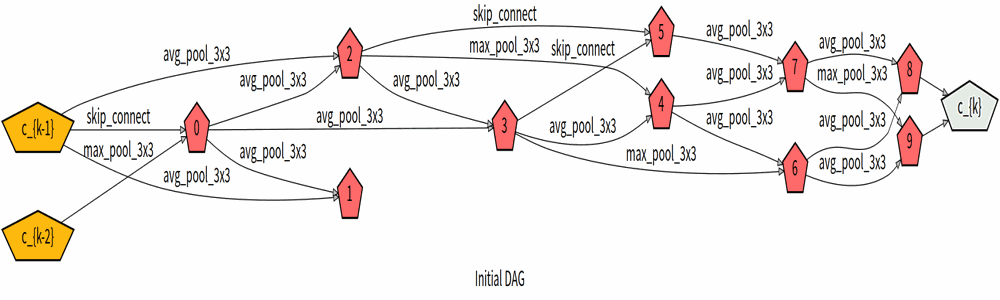 skip_connect
5
avg_pool_3x3
avg_pool_3x3
max_pool_3x3
skip_connect
avg_pool_3x3
2
7
8
avg_pool_3x3
avg_pool_3x3
avg_pool_3x3
max_pool_3x3
c_{k-1}
skip_connect
0
avg_pool_3x3
3
avg_pool_3x3
4
avg_pool_3x3
avg_pool_3x3
9
c_{k}
max_pool_3x3
avg_pool_3x3
max_pool_3x3
avg_pool_3x3
avg_pool_3x3
6
1
c_{k-2}
Initial DAG